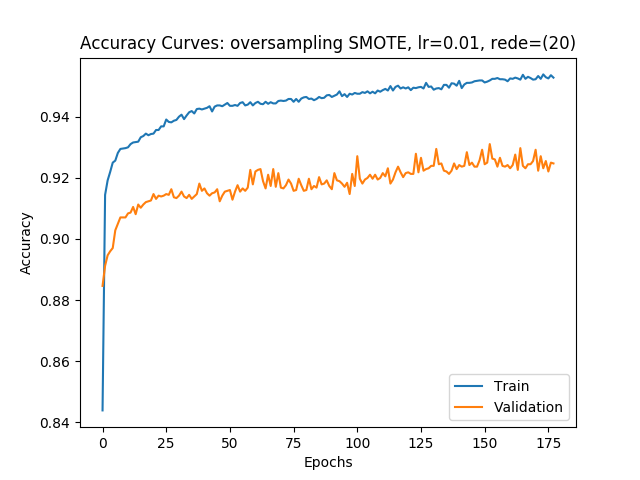 Accuracy Curves: oversampling SMOTE, lr=0.01, rede=(20)
Accuracy
0.94
0.92
0.90
0.88
0.86
0.84
Train
Validation
0
25
50
75
100
125
150
175
Epochs